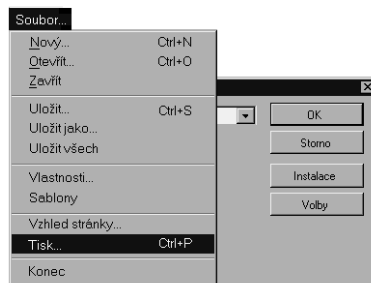 Soubor...
Nový... Ctrl+N
Otevřít... Ctrl+O
Zavřít
Uložit... Ctrl+S
Uložit jako...
Uložit všech
Vlastnosti...
Sablony
Vzhled stránky...
Tisk... Ctrl+P
Konec
OK
Storno
Instalace
Volby